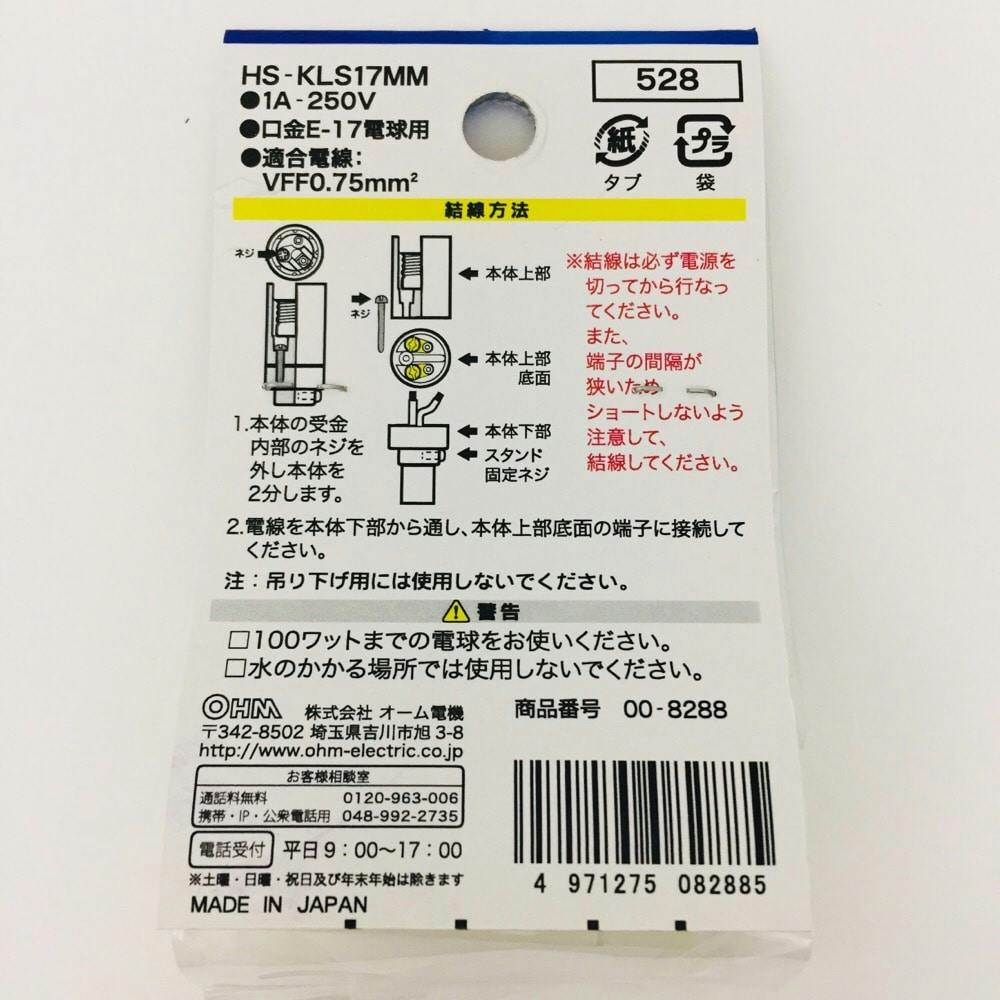 HS-KLS17MM
528
●1A-250V
●口金E-17電球用
●適合電線:
VFF0.75mm²
紙
タブ
プラ
袋
結線方法
ネジ
ネジ
本体上部
本体上部
底面
本体下部
スタンド
固定ネジ
※結線は必ず電源を
切ってから行なっ
てください。
また、
端子の間隔が
狭いため
ショートしないよう
注意して、
結線してください。
1.本体の受金
内部のネジを
外し本体を
2分します。
2.電線を本体下部から通し、本体上部底面の端子に接続して
ください。
注:吊り下げ用には使用しないでください。
警告
□100ワットまでの電球をお使いください。
□水のかかる場所では使用しないでください。
OHM 株式会社 オーム電機
商品番号 00-8288
〒342-8502 埼玉県吉川市旭 3-8
http://www.ohm-electric.co.jp
お客様相談室
通話料無料 0120-963-006
携帯・IP・公衆電話用 048-992-2735
電話受付 平日9:00〜17:00
※土曜・日曜・祝日及び年末年始は除きます
MADE IN JAPAN
4 971275 082885